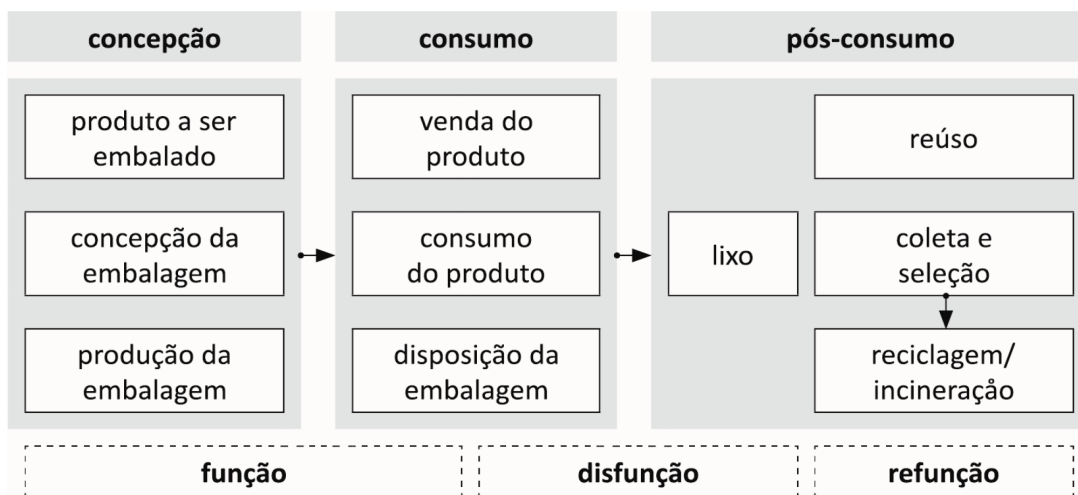 concepção
consumo
pós-consumo
produto a ser
embalado
concepção da
embalagem
produção da
embalagem
venda do
produto
consumo
do produto
disposição da
embalagem
lixo
reúso
coleta e
seleção
reciclagem/
incineração
função
disfunção
refunção